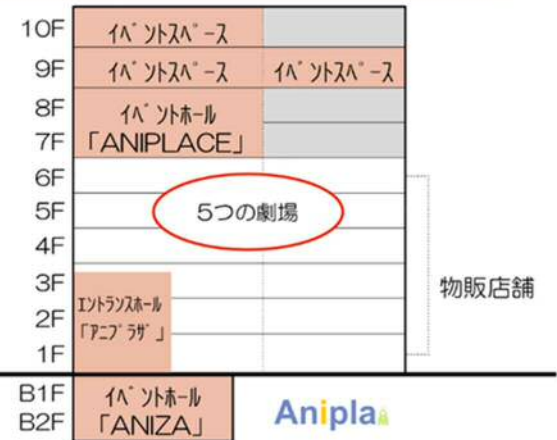 10F
イベントスペース
9F
イベントスペース
イベントスペース
8F
イベントホール
7F
「ANIPLACE」
6F
5F
5つの劇場
4F
3F
エントランスホール
物販店舗
2F
「アニプラザ」
1F
B1F
イベントホール
Anipla
B2F
「ANIZA」